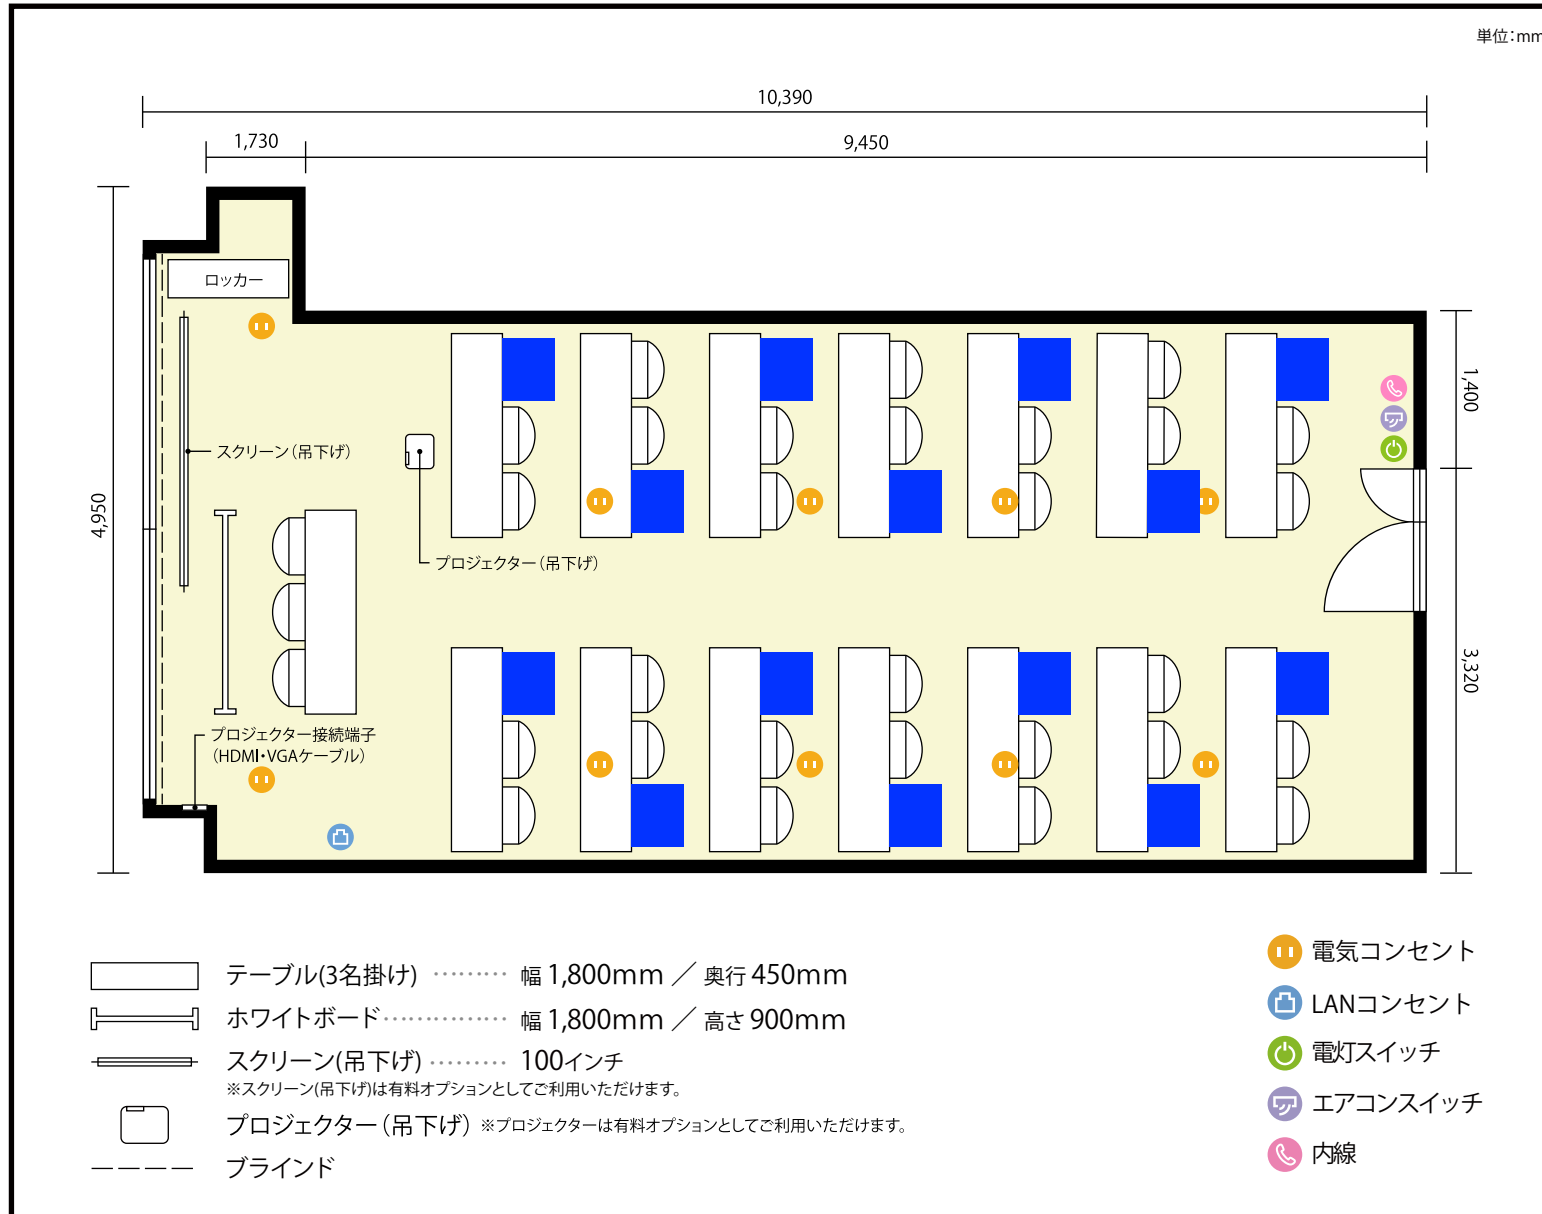 単位：mm
10,390
1,730
9,450
ロッカー
1,400
スクリーン（吊下げ）
4,950
プロジェクター（吊下げ）
3,320
プロジェクター接続端子
（HDMI・VGAケーブル）
テーブル(3名掛け) ········· 幅 1,800mm ／ 奥行 450mm
ホワイトボード ··············· 幅 1,800mm ／ 高さ 900mm
スクリーン(吊下げ) ········· 100インチ
※スクリーン(吊下げ)は有料オプションとしてご利用いただけます。
プロジェクター（吊下げ） ※プロジェクターは有料オプションとしてご利用いただけます。
ブラインド
電気コンセント
LANコンセント
電灯スイッチ
エアコンスイッチ
内線